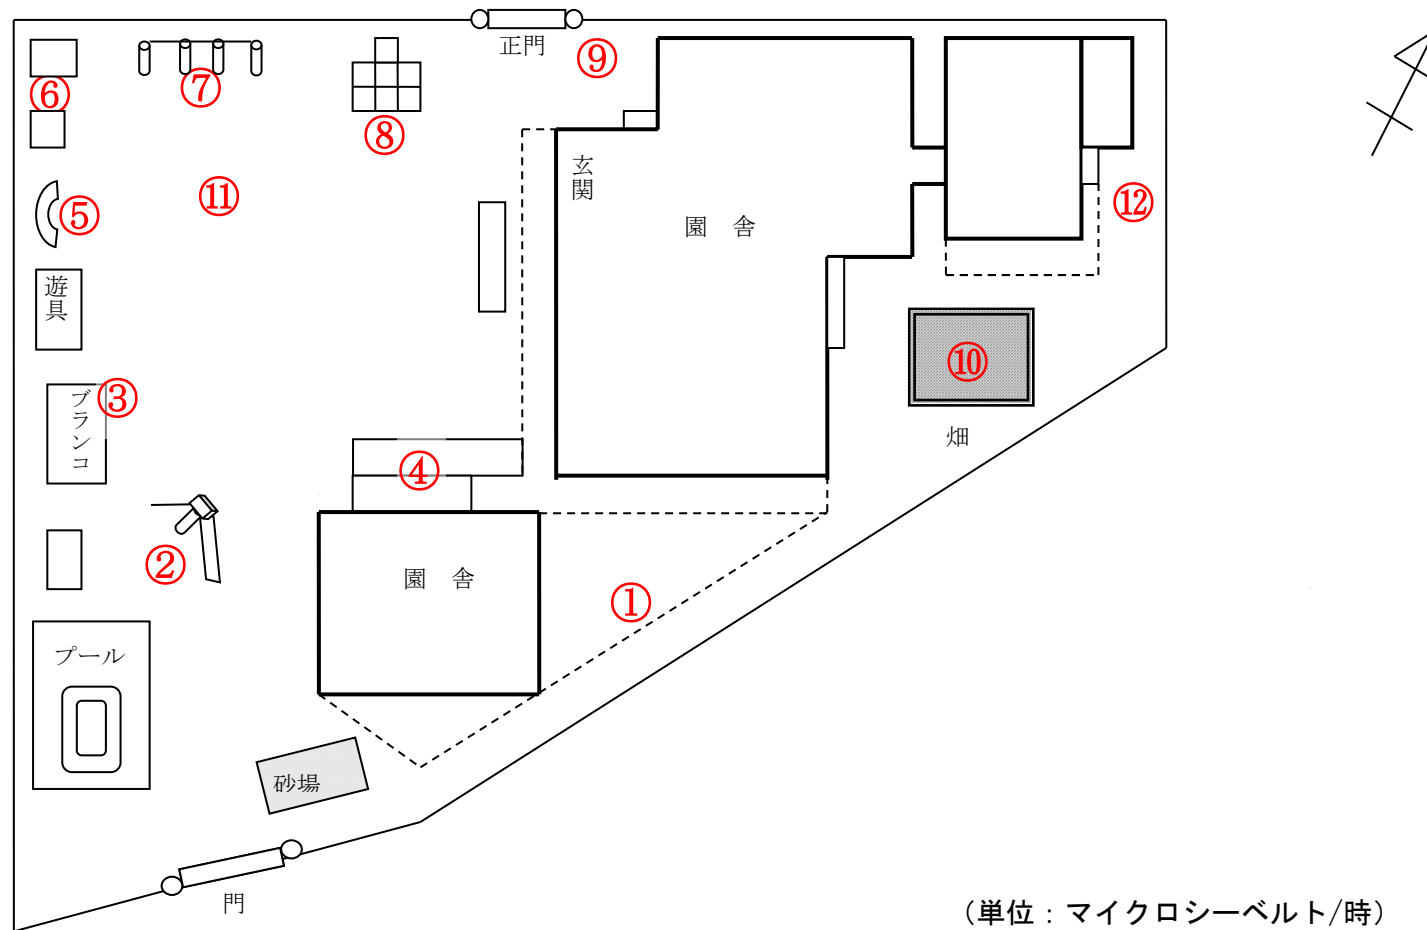 正門
⑨
⑥
⑦
⑧
玄関
⑪
⑤
園 舎
⑫
遊具
③
ブランコ
⑩
畑
④
②
園 舎
①
プール
砂場
門
（単位：マイクロシーベルト/時）